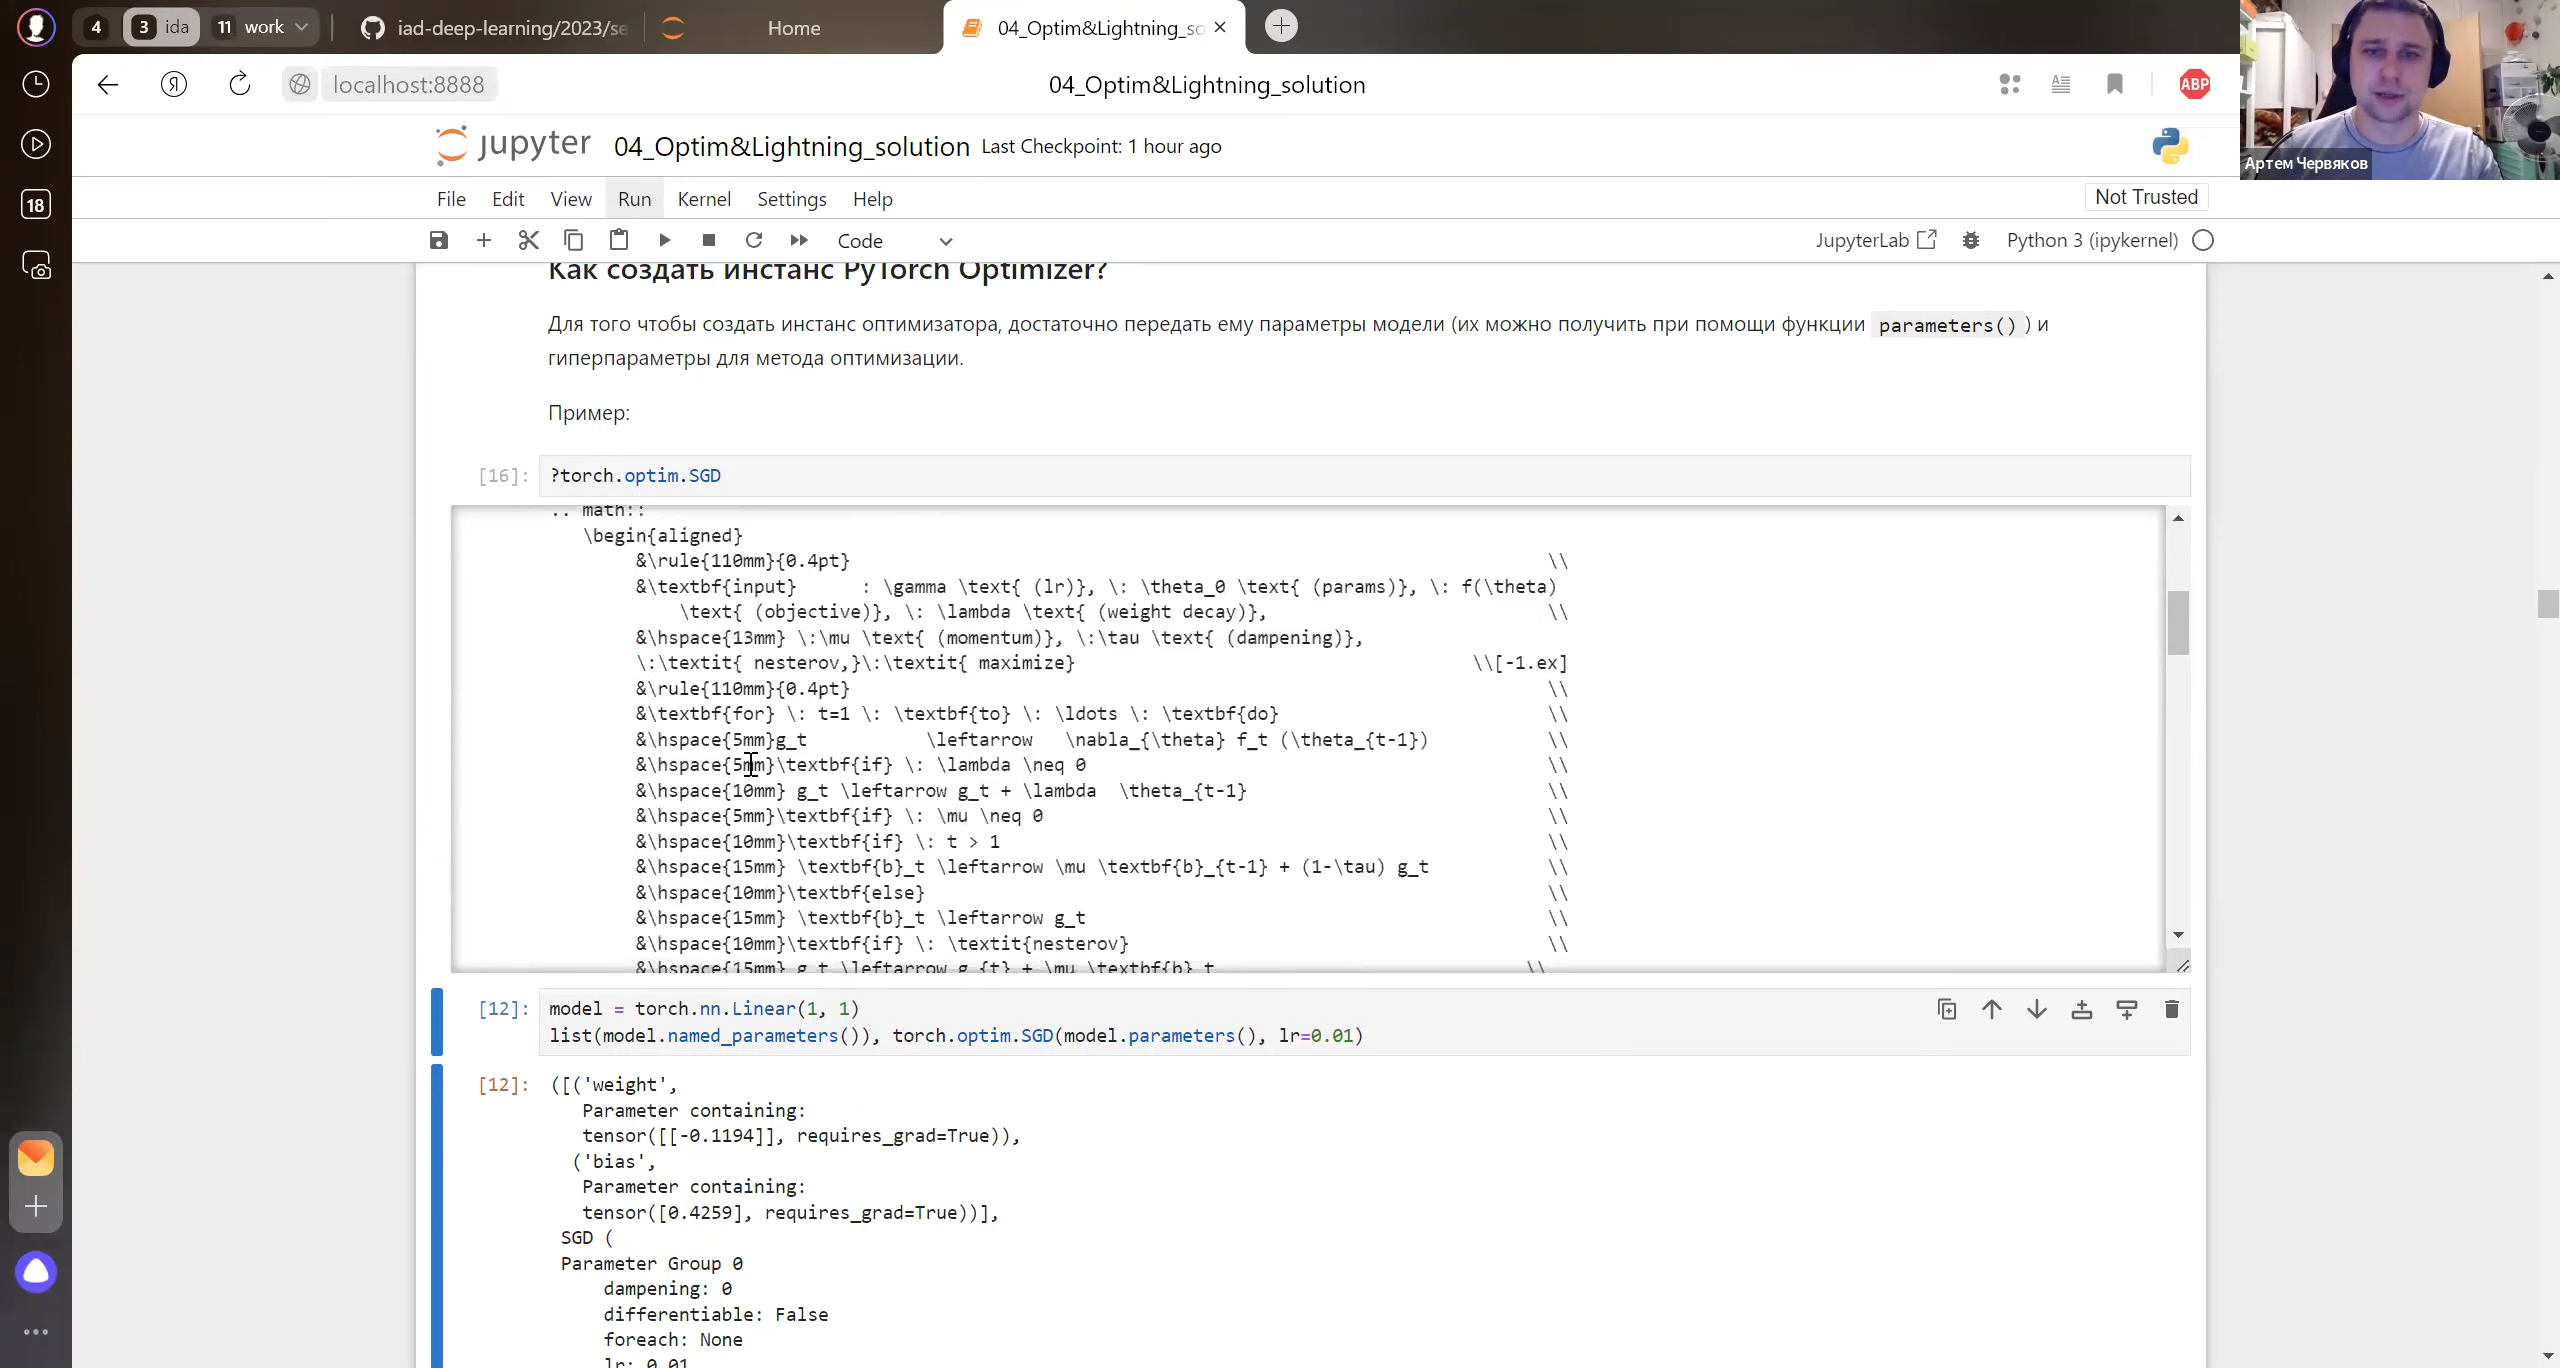 4 3 ida 11 work iad-deep-learning/2023/se Home 04_Optim&Lightning_so
localhost:8888 04_Optim&Lightning_solution ABP
jupyter 04_Optim&Lightning_solution Last Checkpoint: 1 hour ago
Артем Червяков
18
File Edit View Run Kernel Settings Help Not Trusted
Code JupyterLab Python 3 (ipykernel)
Как создать инстанс PyTorch Optimizer?
Для того чтобы создать инстанс оптимизатора, достаточно передать ему параметры модели (их можно получить при помощи функции parameters() ) и
гиперпараметры для метода оптимизации.
Пример:
[16]: ?torch.optim.SGD
.. math::
\begin{aligned}
&\rule{110mm}{0.4pt} \\
&\textbf{input} : \gamma \text{ (lr)}, \: \theta_0 \text{ (params)}, \: f(\theta)
\text{ (objective)}, \: \lambda \text{ (weight decay)}, \\
&\hspace{13mm} \:\mu \text{ (momentum)}, \:\tau \text{ (dampening)},
\:\textit{ nesterov,}\:\textit{ maximize} \\[-1.ex]
&\rule{110mm}{0.4pt} \\
&\textbf{for} \: t=1 \: \textbf{to} \: \ldots \: \textbf{do} \\
&\hspace{5mm}g_t \leftarrow \nabla_{\theta} f_t (\theta_{t-1}) \\
&\hspace{5mm}\textbf{if} \: \lambda \neq 0 \\
&\hspace{10mm} g_t \leftarrow g_t + \lambda \theta_{t-1} \\
&\hspace{5mm}\textbf{if} \: \mu \neq 0 \\
&\hspace{10mm}\textbf{if} \: t > 1 \\
&\hspace{15mm} \textbf{b}_t \leftarrow \mu \textbf{b}_{t-1} + (1-\tau) g_t \\
&\hspace{10mm}\textbf{else} \\
&\hspace{15mm} \textbf{b}_t \leftarrow g_t \\
&\hspace{10mm}\textbf{if} \: \textit{nesterov} \\
&\hspace{15mm} g_t \leftarrow g_{t} + \mu \textbf{b}_t \\
[12]: model = torch.nn.Linear(1, 1)
list(model.named_parameters()), torch.optim.SGD(model.parameters(), lr=0.01)
[12]: ([('weight',
Parameter containing:
tensor([[-0.1194]], requires_grad=True)),
('bias',
Parameter containing:
tensor([0.4259], requires_grad=True))],
SGD (
Parameter Group 0
dampening: 0
differentiable: False
foreach: None
lr: 0.01